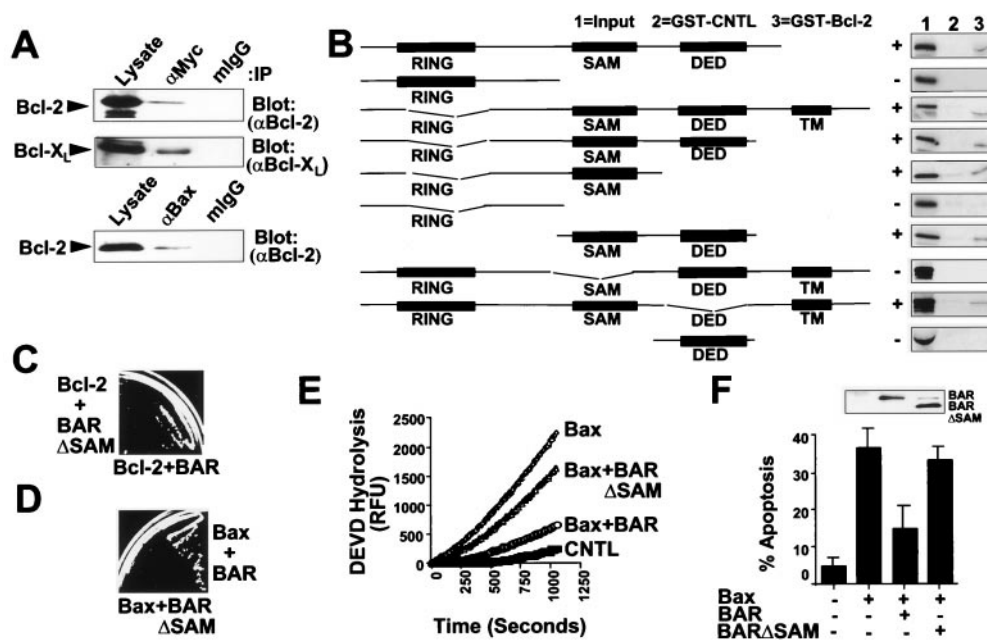 A
Lysate
αMyc
mIgG
:IP
Bcl-2
Blot:
(αBcl-2)
Bcl-XL
Blot:
(αBcl-XL)
Lysate
αBax
mIgG
Bcl-2
Blot:
(αBcl-2)
B
1=Input 2=GST-CNTL 3=GST-Bcl-2
1 2 3
RING SAM DED +
RING -
RING SAM DED TM +
RING SAM DED +
RING SAM +
RING -
SAM DED +
RING SAM DED TM -
RING SAM DED TM +
DED -
C
Bcl-2
+
BAR
ΔSAM
Bcl-2+BAR
D
Bax
+
BAR
Bax+BAR
ΔSAM
E
DEVD Hydrolysis
(RFU)
2500
2000
1500
1000
500
0
0 250 500 750 1000 1250
Bax
Bax+BAR
ΔSAM
Bax+BAR
CNTL
Time (Seconds)
F
BAR
BAR
ΔSAM
% Apoptosis
40
30
20
10
0
Bax - + + +
BAR - - + -
BARΔSAM - - - +